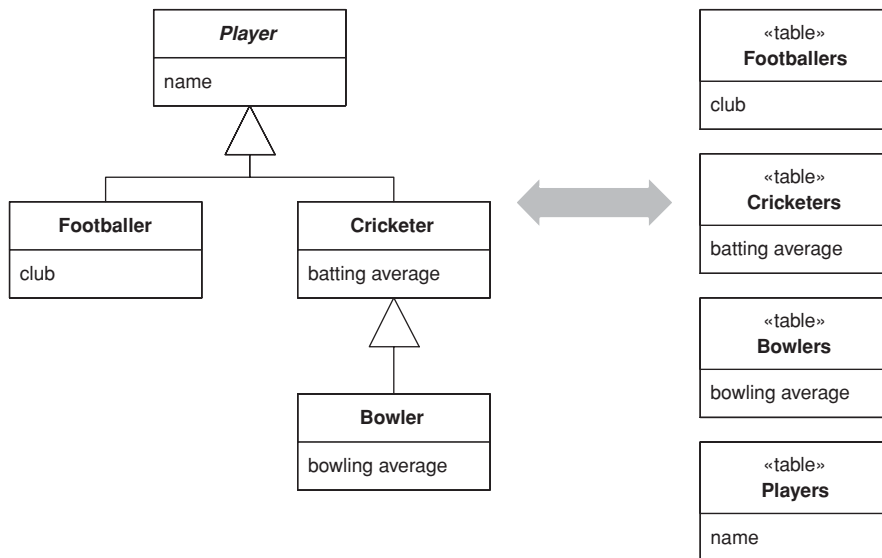 Player
name
Footballer
club
Cricketer
batting average
Bowler
bowling average
«table»
Footballers
club
«table»
Cricketers
batting average
«table»
Bowlers
bowling average
«table»
Players
name